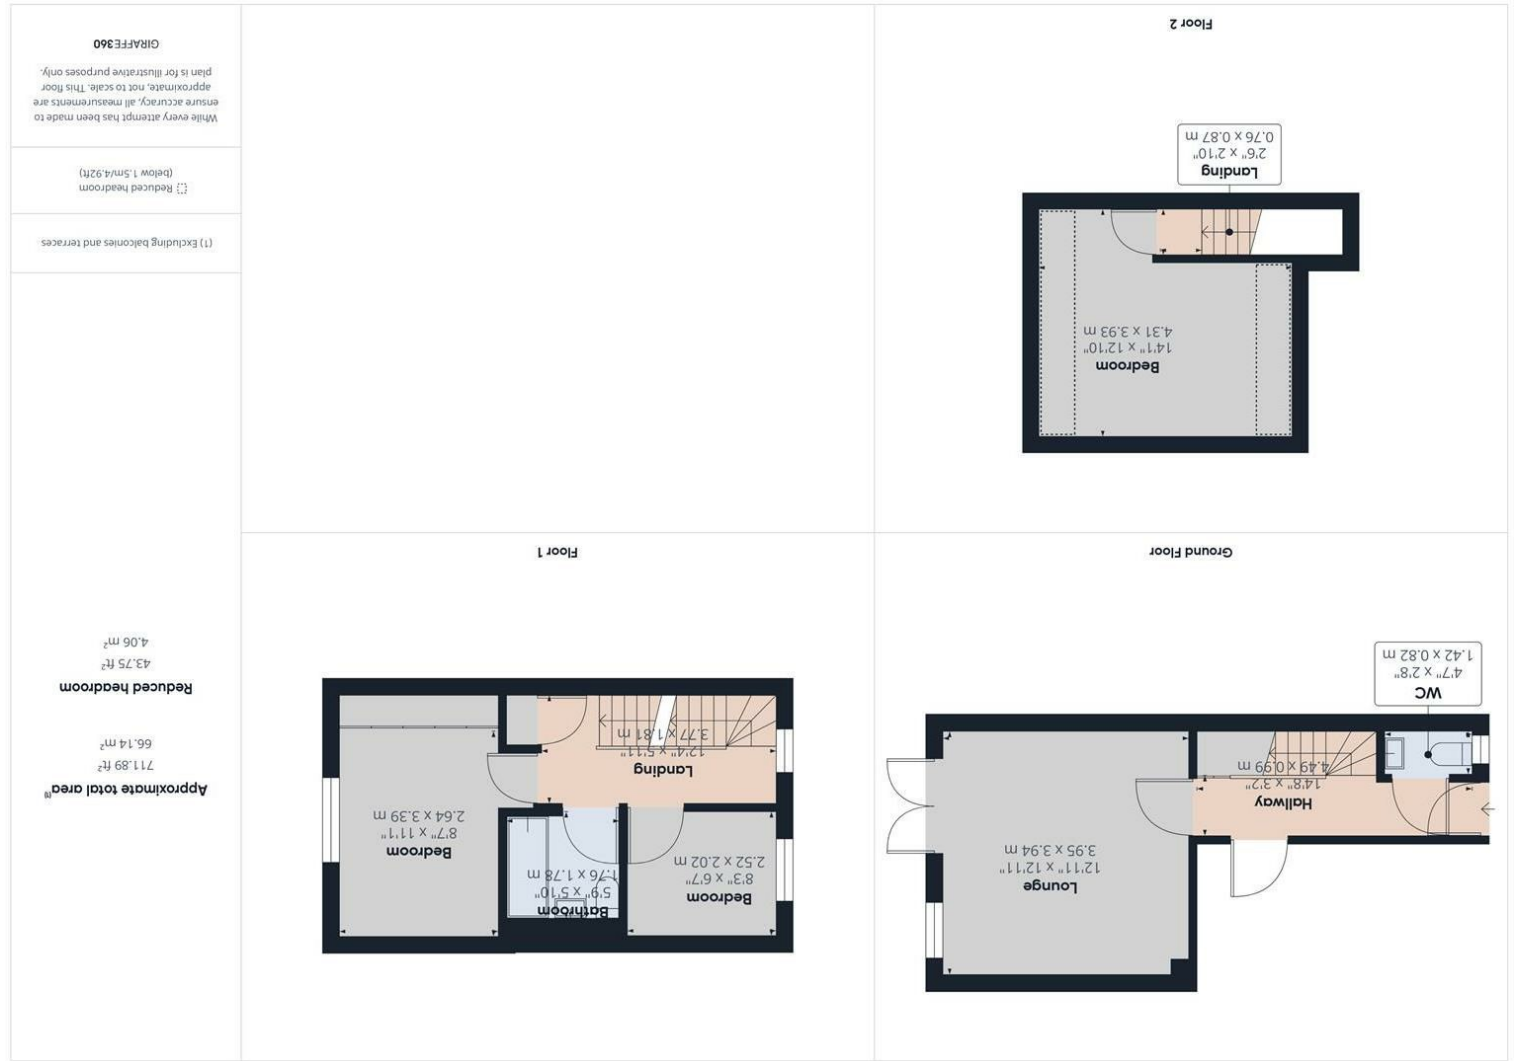 Lounge
12'11" x 12'11"
3.95 x 3.94 m
Hallway
14'8" x 3'2"
4.49 x 0.99 m
WC
4'7" x 2'8"
1.42 x 0.82 m
Ground Floor
Bathroom
5'9" x 5'10"
1.76 x 1.78 m
Bedroom
8'3" x 6'7"
2.52 x 2.02 m
Bedroom
8'7" x 11'1"
2.64 x 3.39 m
Landing
12'4" x 5'11"
3.77 x 1.81 m
Floor 1
Bedroom
14'1" x 12'10"
4.31 x 3.93 m
Landing
2'6" x 2'10"
0.76 x 0.87 m
Floor 2
Approximate total area(1)
711.89 ft²
66.14 m²
Reduced headroom
43.75 ft²
4.06 m²
(1) Excluding balconies and terraces
Reduced headroom
(below 1.5m/4.92ft)
While every attempt has been made to
ensure accuracy, all measurements are
approximate, not to scale. This floor
plan is for illustrative purposes only.
GIRAFFE360